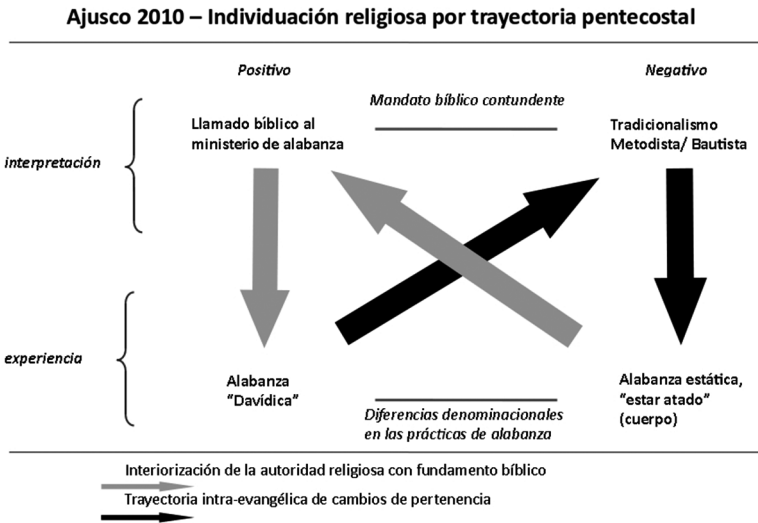 Ajusco 2010 – Individuación religiosa por trayectoria pentecostal
Positivo
Negativo
Mandato bíblico contundente
interpretación
Llamado bíblico al
ministerio de alabanza
Tradicionalismo
Metodista/ Bautista
experiencia
Alabanza
“Davídica”
Alabanza estática,
“estar atado”
(cuerpo)
Diferencias denominacionales
en las prácticas de alabanza
Interiorización de la autoridad religiosa con fundamento bíblico
Trayectoria intra-evangélica de cambios de pertenencia